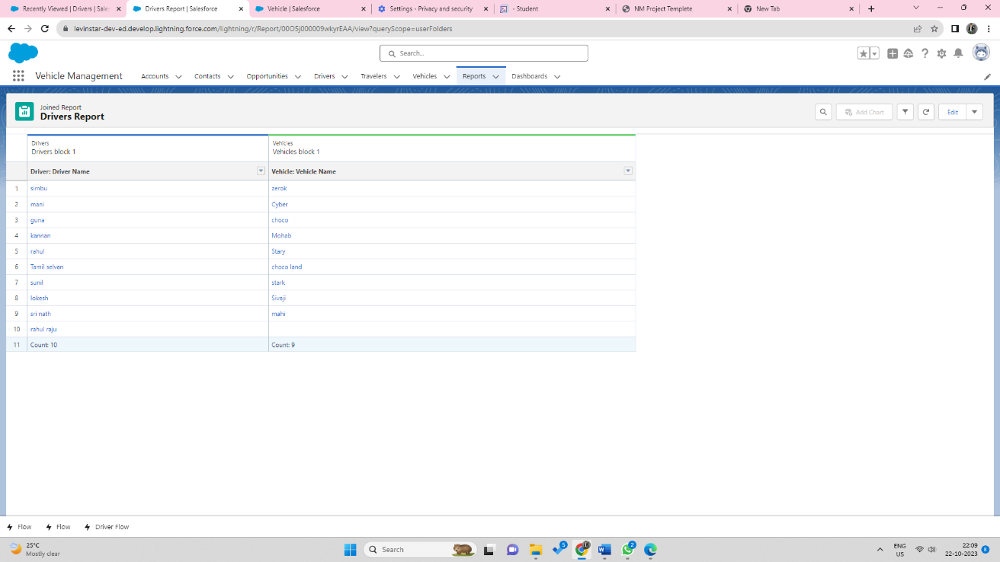 Recently Viewed | Drivers | Sales
Drivers Report | Salesforce
Vehicle | Salesforce
Settings - Privacy and security
- Student
NM Project Templete
New Tab
levinstar-dev-ed.develop.lightning.force.com/lightning/r/Report/00O5j000009wkyrEAA/view?queryScope=userFolders
Search...
Vehicle Management
Accounts
Contacts
Opportunities
Drivers
Travelers
Vehicles
Reports
Dashboards
Joined Report
Drivers Report
Add Chart
Edit
Drivers
Drivers block 1
Vehicles
Vehicles block 1
Driver: Driver Name
Vehicle: Vehicle Name
1 simbu zerok
2 mani Cyber
3 guna choco
4 kannan Mohab
5 rahul Stary
6 Tamil selvan choco land
7 sunil stark
8 lokesh Sivaji
9 sri nath mahi
10 rahul raju
11 Count: 10 Count: 9
Flow
Flow
Driver Flow
25°C
Mostly clear
Search
5
2
ENG
US
22:09
22-10-2023
8